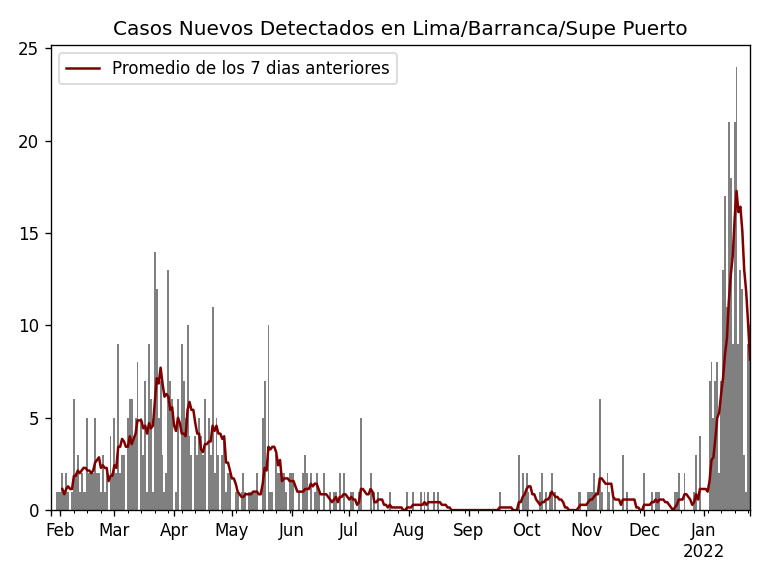 Casos Nuevos Detectados en Lima/Barranca/Supe Puerto
Promedio de los 7 dias anteriores
25
20
15
10
5
0
Feb Mar Apr May Jun Jul Aug Sep Oct Nov Dec Jan
2022